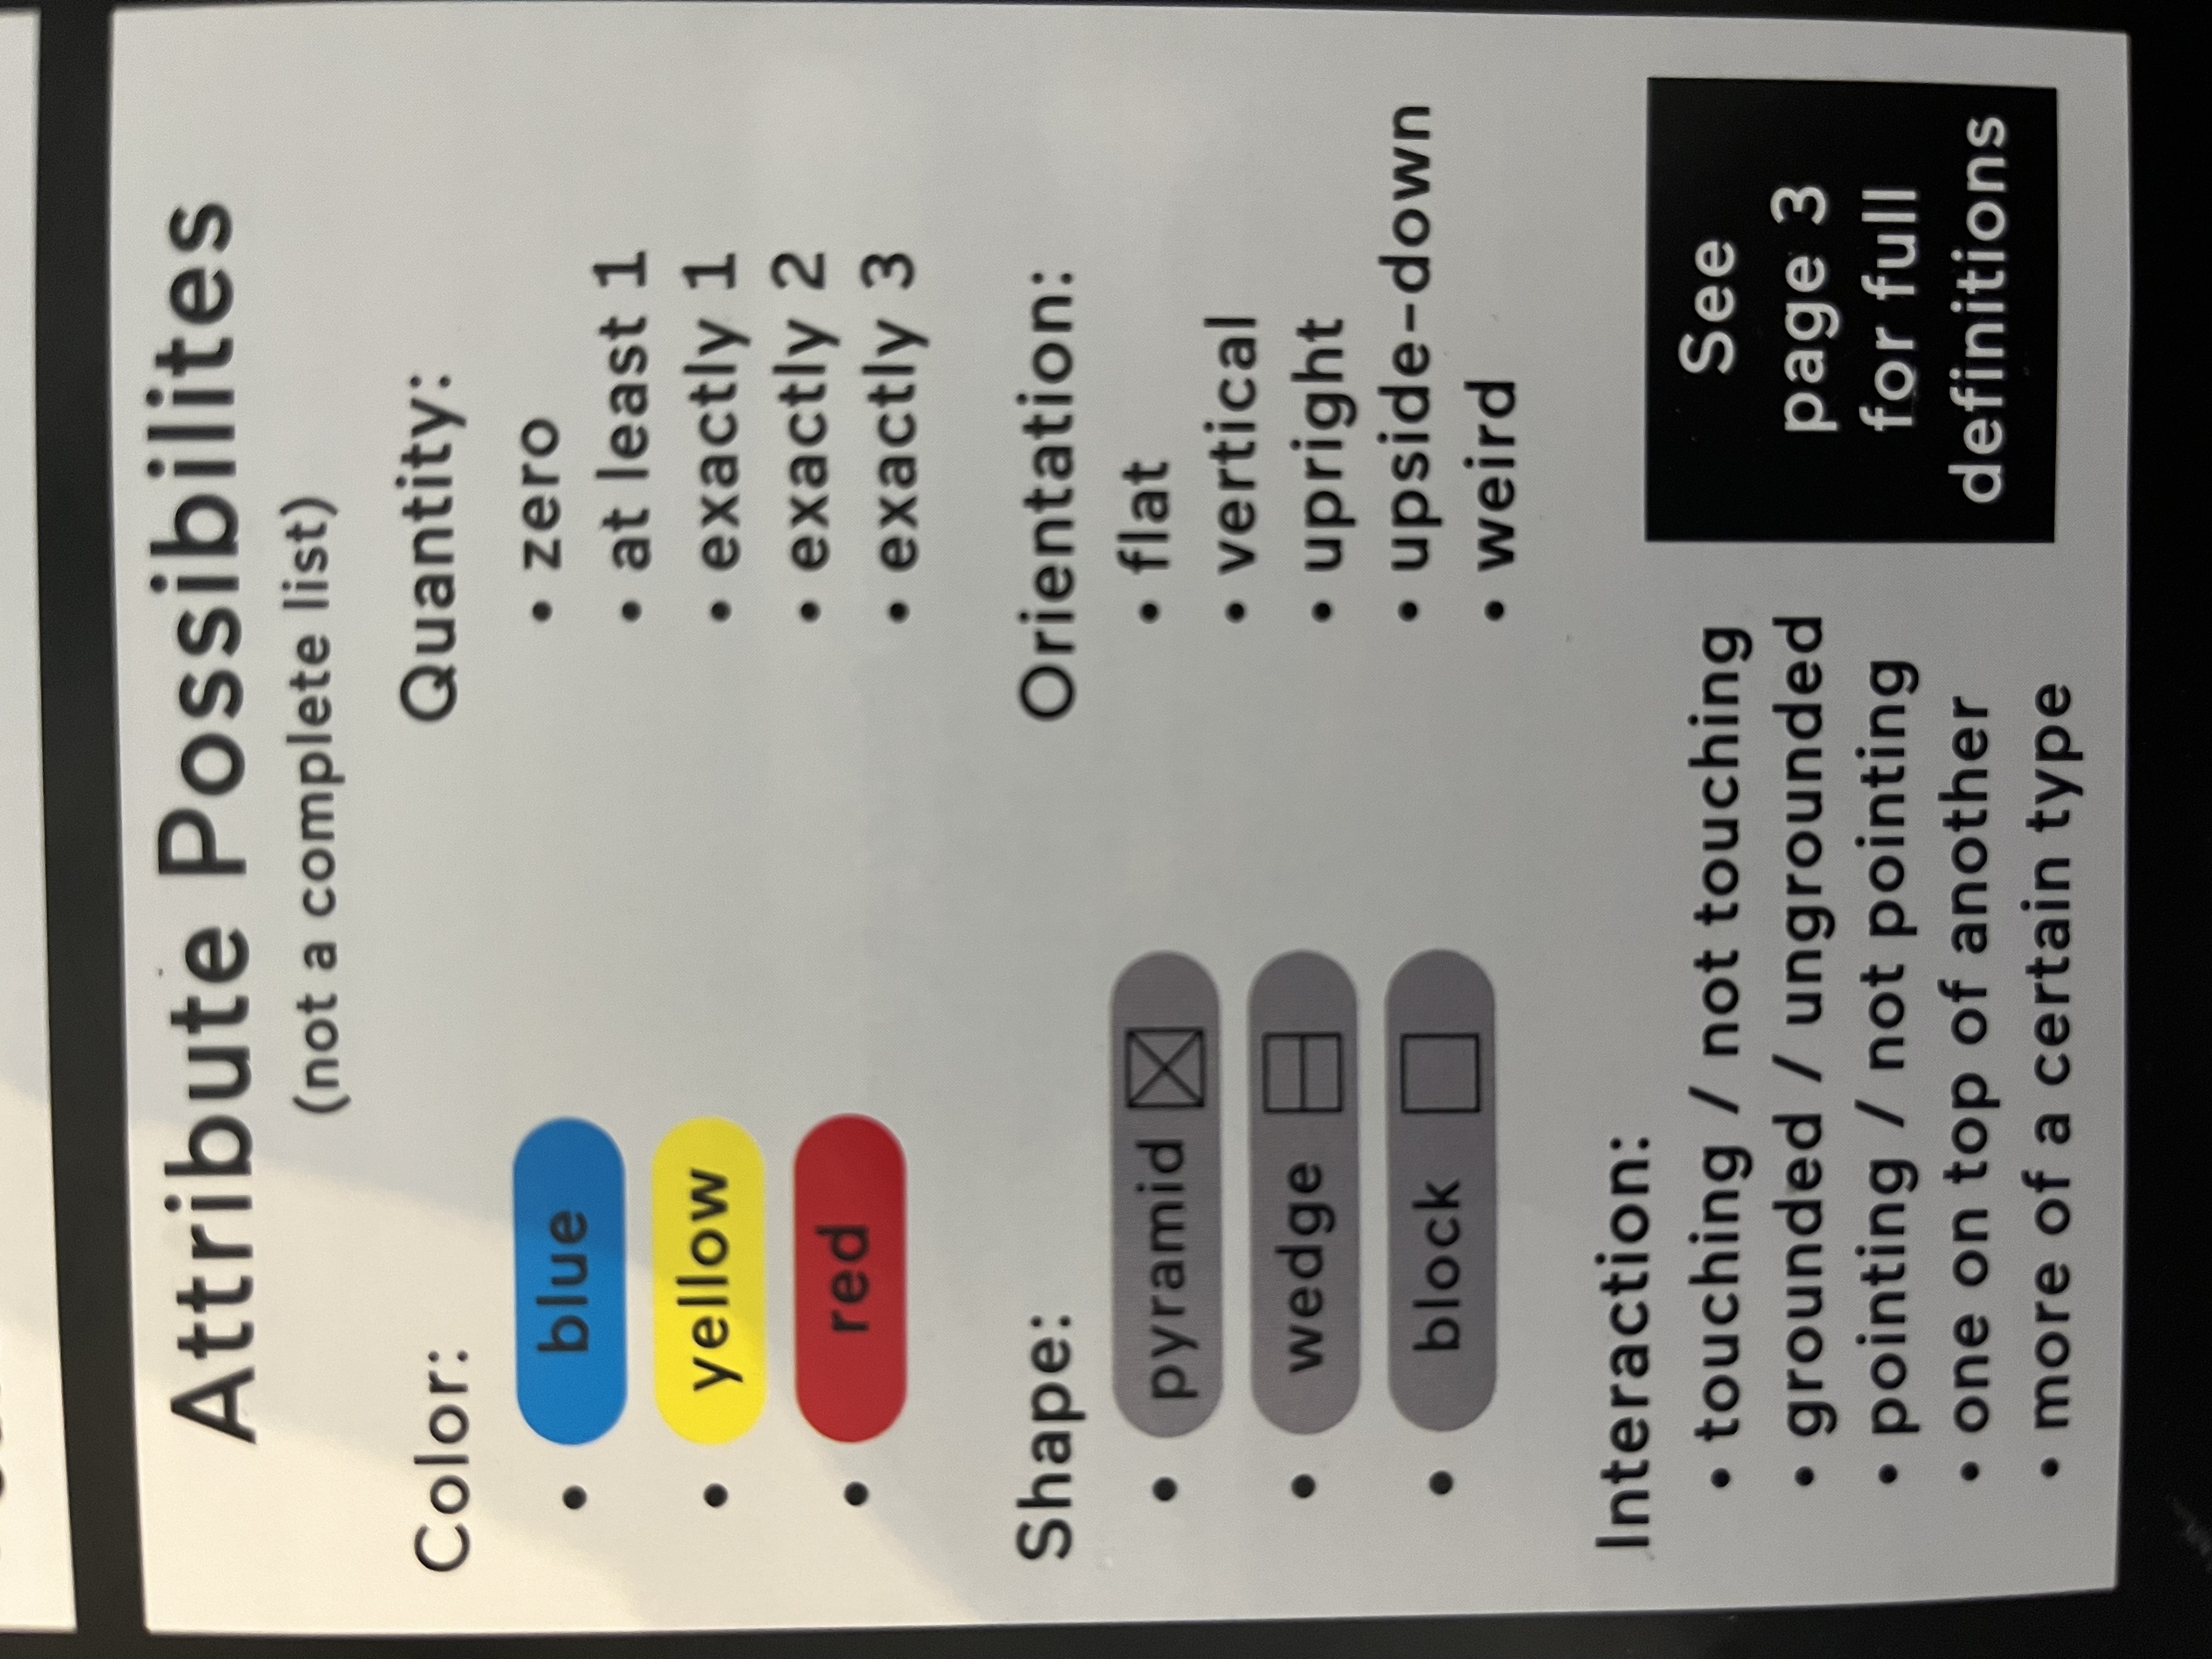 Attribute Possibilites
(not a complete list)
Color:
• blue
• yellow
• red
Quantity:
• zero
• at least 1
• exactly 1
• exactly 2
• exactly 3
Shape:
• pyramid
• wedge
• block
Orientation:
• flat
• vertical
• upright
• upside-down
• weird
Interaction:
• touching / not touching
• grounded / ungrounded
• pointing / not pointing
• one on top of another
• more of a certain type
See
page 3
for full
definitions